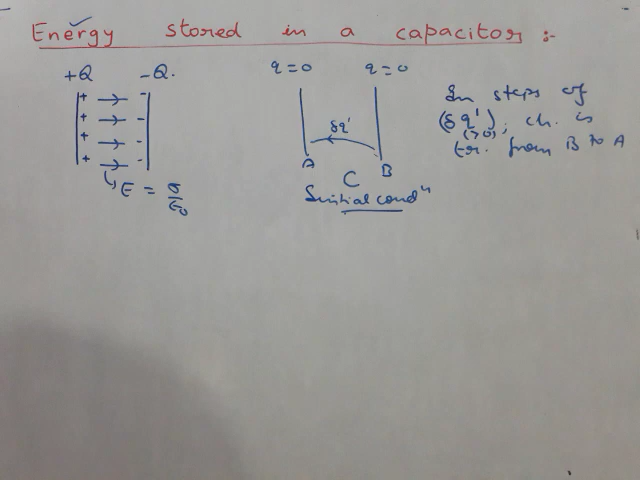 Energy stored in a capacitor :-
+Q -Q.
+ -
+ -
+ -
+ -
E = σ/ε₀
q=0 q=0
δq'
A B
C
Initial condⁿ
In steps of
(δq'), ch. is
(>0)
tr. from B to A